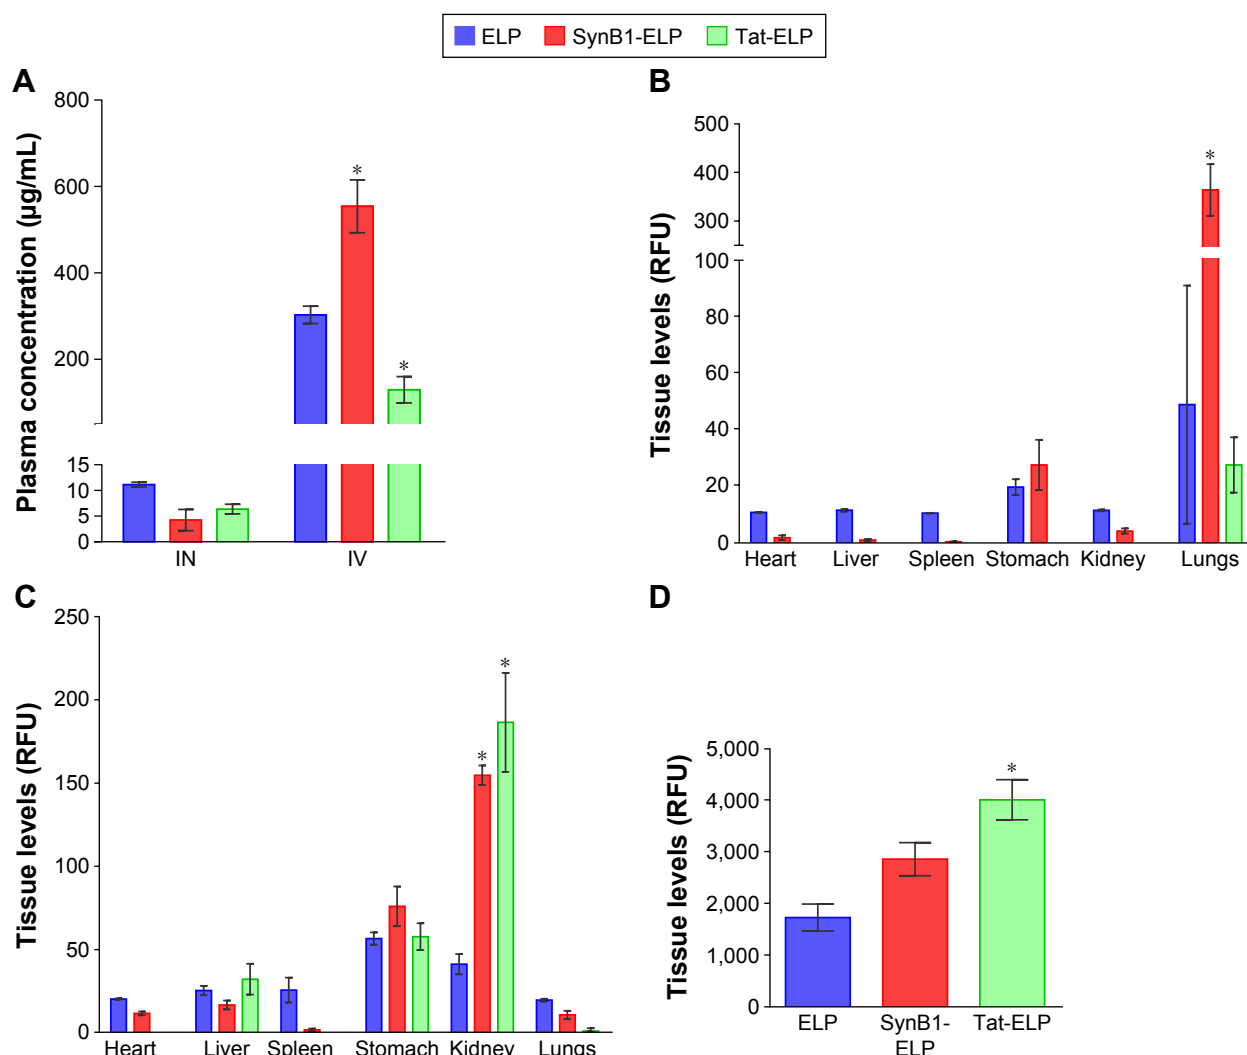 ELP SynB1-ELP Tat-ELP
A
Plasma concentration (µg/mL)
800
600
400
200
15
10
5
0
*
*
IN IV
B
Tissue levels (RFU)
500
400
300
100
80
60
40
20
0
*
Heart Liver Spleen Stomach Kidney Lungs
C
Tissue levels (RFU)
250
200
150
100
50
0
*
*
Heart Liver Spleen Stomach Kidney Lungs
D
Tissue levels (RFU)
5,000
4,000
3,000
2,000
1,000
0
*
ELP SynB1- Tat-ELP
ELP